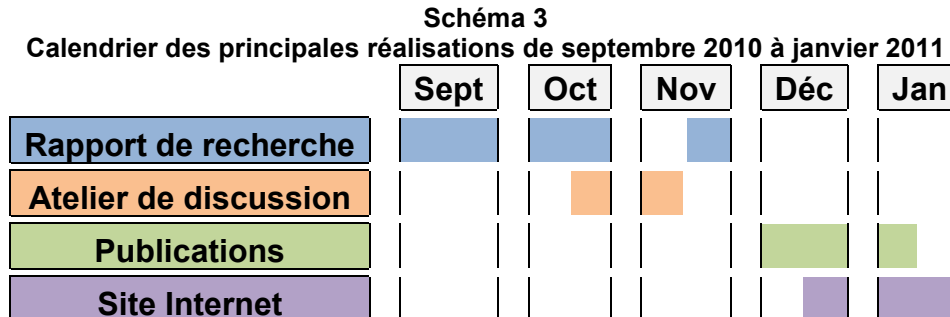 Schéma 3
Calendrier des principales réalisations de septembre 2010 à janvier 2011
Sept Oct Nov Déc Jan
Rapport de recherche
Atelier de discussion
Publications
Site Internet